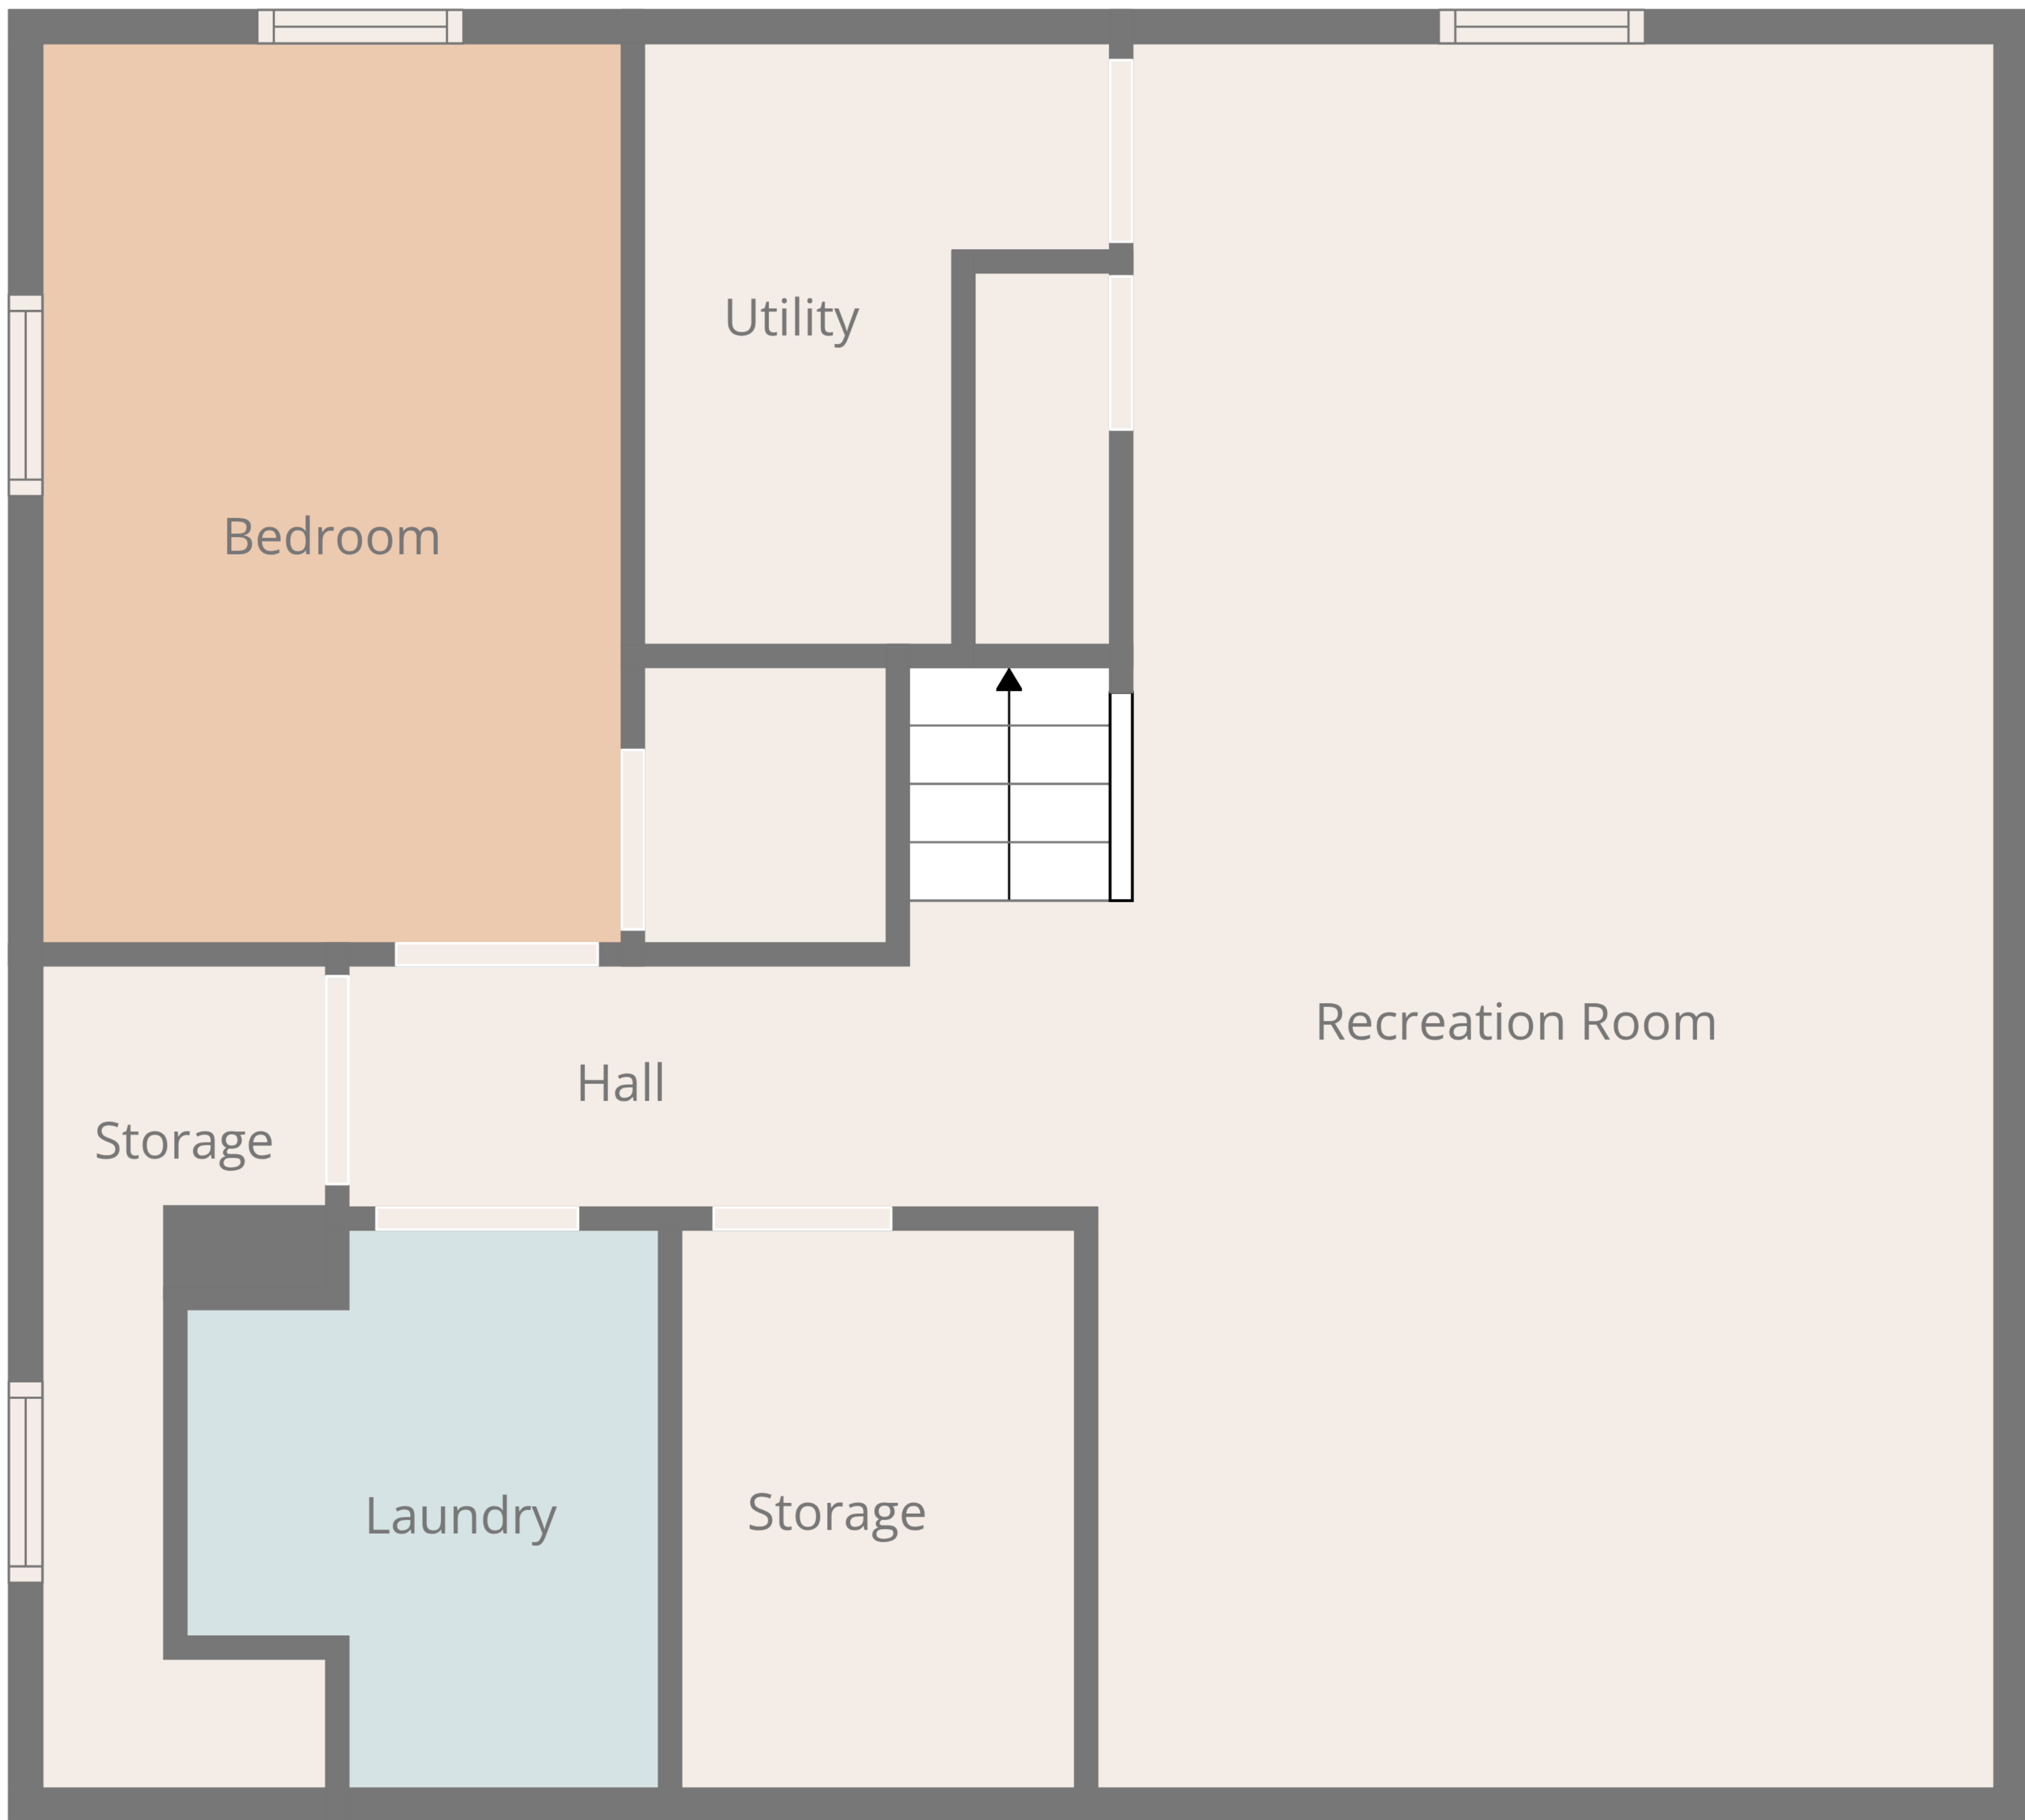 Utility
Bedroom
Recreation Room
Hall
Storage
Laundry
Storage